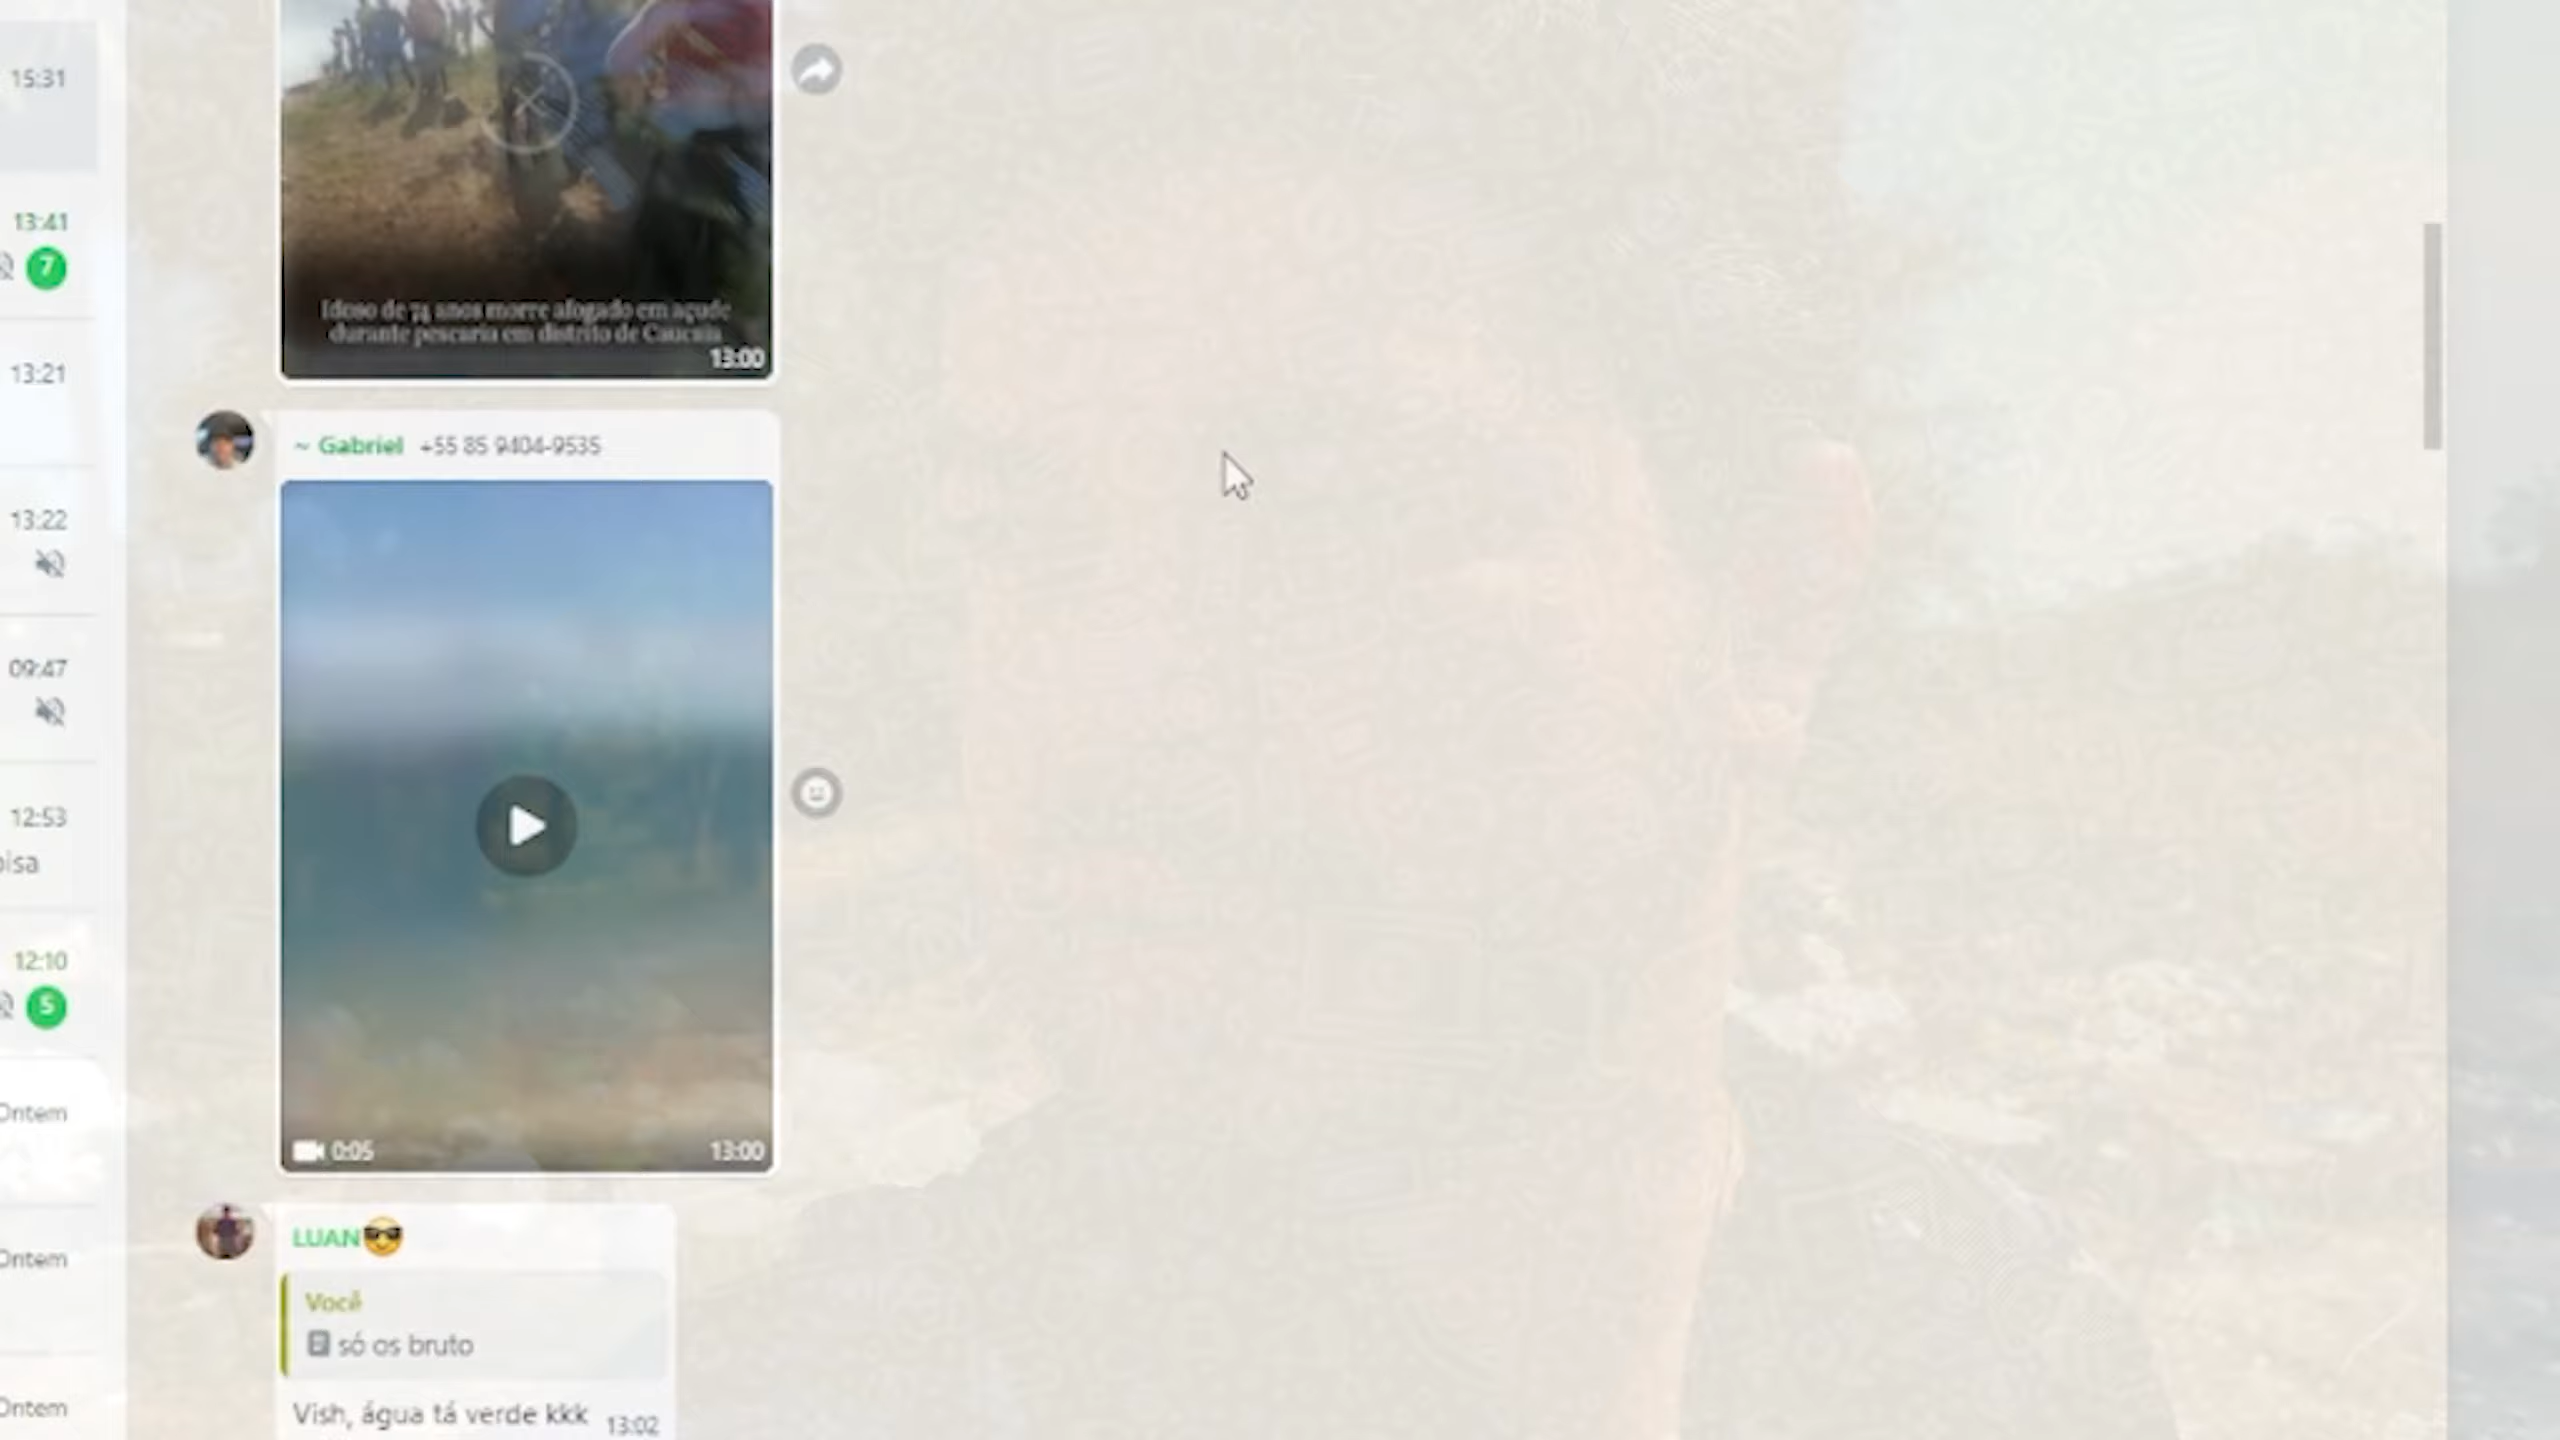 15:31
13:41
7
13:21
13:22
09:47
12:53
oisa
12:10
5
Ontem
Ontem
Ontem
Idoso de 74 anos morre afogado em açude
durante pescaria em distrito de Caucaia
13:00
~ Gabriel +55 85 9404-9535
0:05
13:00
LUAN😎
Você
só os bruto
Vish, água tá verde kkk
13:02